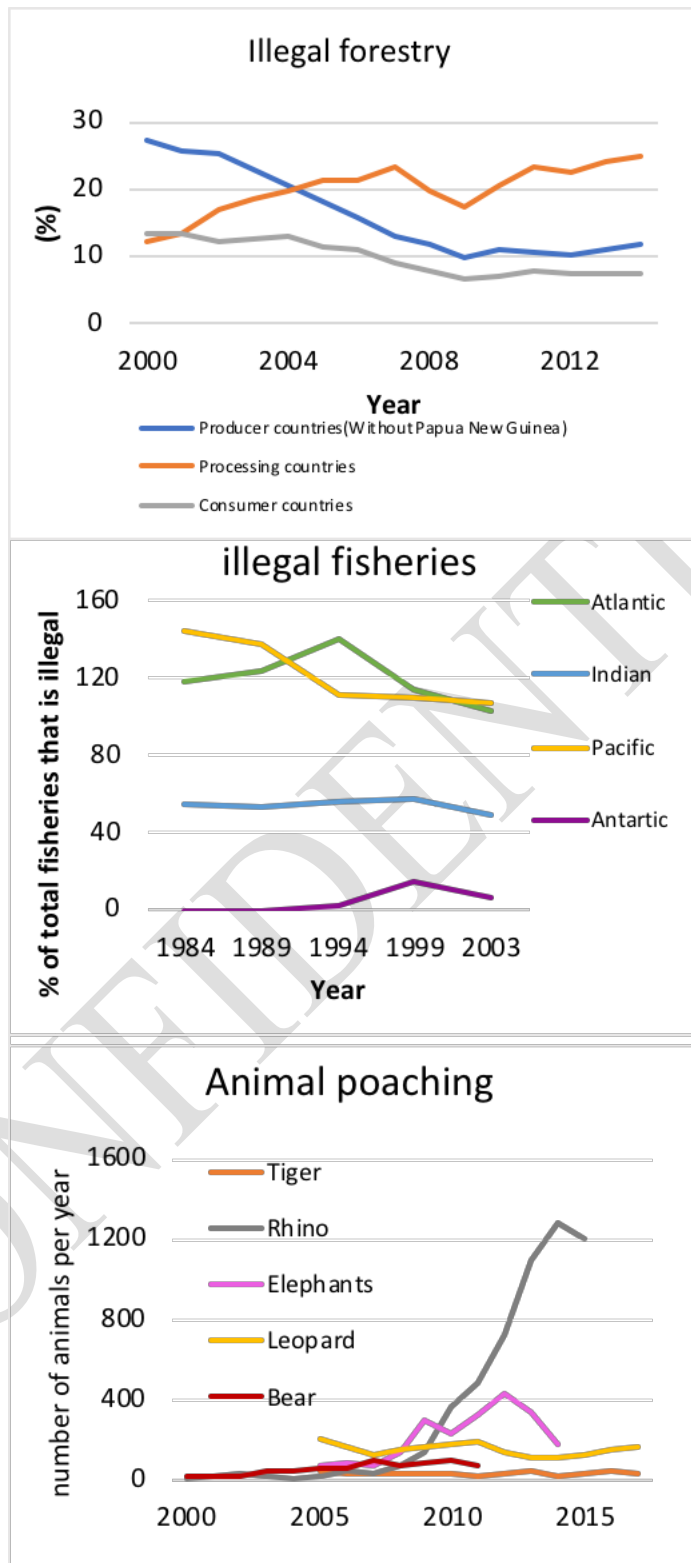 Illegal forestry
30
20
10
0
(%)
2000 2004 2008 2012
Year
Producer countries(Without Papua New Guinea)
Processing countries
Consumer countries
illegal fisheries
160
120
80
40
0
% of total fisheries that is illegal
1984 1989 1994 1999 2003
Year
Atlantic
Indian
Pacific
Antartic
Animal poaching
1600
1200
800
400
0
number of animals per year
Tiger
Rhino
Elephants
Leopard
Bear
2000 2005 2010 2015
ONFIDENT